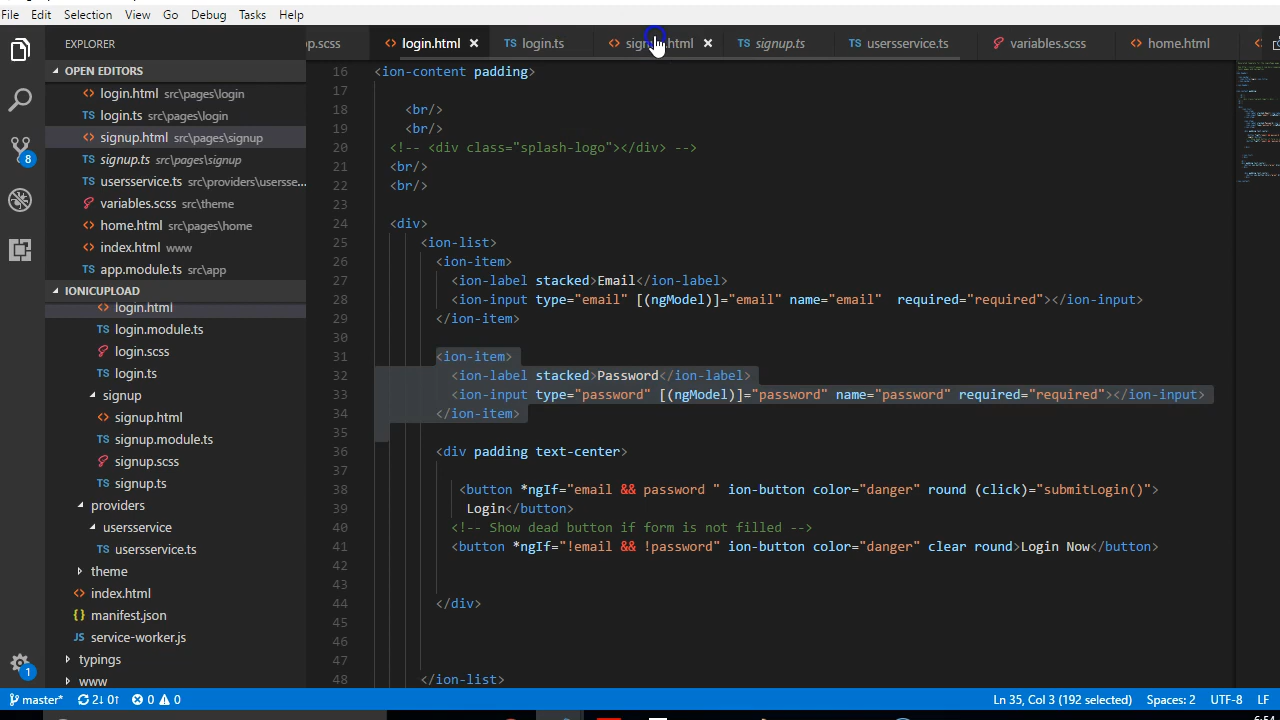 File Edit Selection View Go Debug Tasks Help
EXPLORER
OPEN EDITORS
login.html src\pages\login
login.ts src\pages\login
signup.html src\pages\signup
signup.ts src\pages\signup
usersservice.ts src\providers\usersse...
variables.scss src\theme
home.html src\pages\home
index.html www
app.module.ts src\app
IONICUPLOAD
login.html
login.module.ts
login.scss
login.ts
signup
signup.html
signup.module.ts
signup.scss
signup.ts
providers
usersservice
usersservice.ts
theme
index.html
manifest.json
service-worker.js
typings
www
p.scss login.html login.ts .html signup.ts usersservice.ts variables.scss home.html
16 <ion-content padding>
17
18 <br/>
19 <br/>
20 <!-- <div class="splash-logo"></div> -->
21 <br/>
22 <br/>
23
24 <div>
25 <ion-list>
26 <ion-item>
27 <ion-label stacked>Email</ion-label>
28 <ion-input type="email" [(ngModel)]="email" name="email"  required="required"></ion-input>
29 </ion-item>
30
31 <ion-item>
32 <ion-label stacked>Password</ion-label>
33 <ion-input type="password" [(ngModel)]="password" name="password" required="required"></ion-input>
34 </ion-item>
35
36 <div padding text-center>
37
38 <button *ngIf="email && password " ion-button color="danger" round (click)="submitLogin()">
39 Login</button>
40 <!-- Show dead button if form is not filled -->
41 <button *ngIf="!email && !password" ion-button color="danger" clear round>Login Now</button>
42
43
44 </div>
45
46
47
48 </ion-list>
8
1
master* 2↓ 0↑ 0 0 Ln 35, Col 3 (192 selected) Spaces: 2 UTF-8 LF